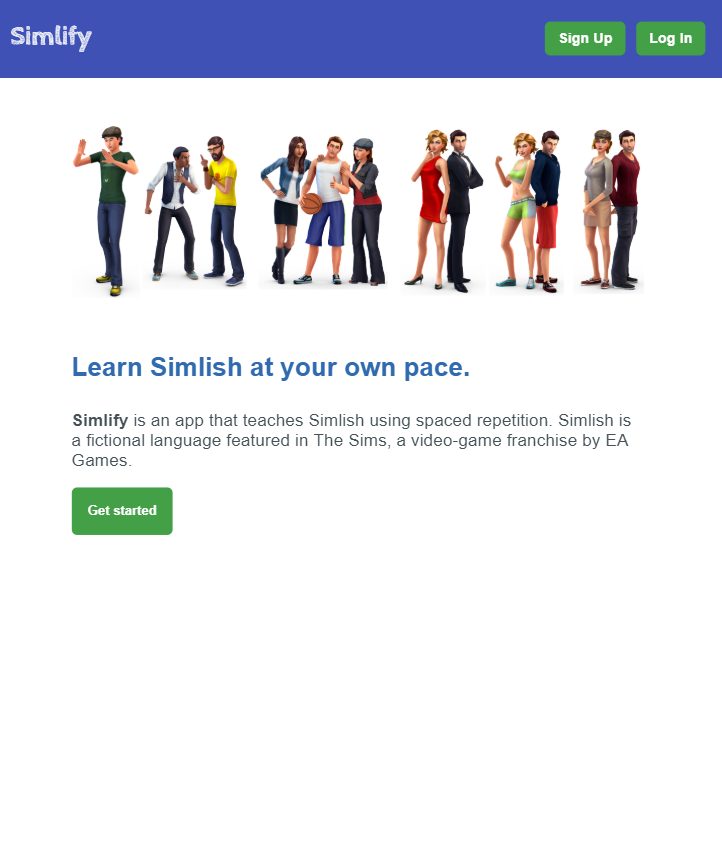 Simlify
Sign Up
Log In
Learn Simlish at your own pace.
Simlify is an app that teaches Simlish using spaced repetition. Simlish is
a fictional language featured in The Sims, a video-game franchise by EA
Games.
Get started